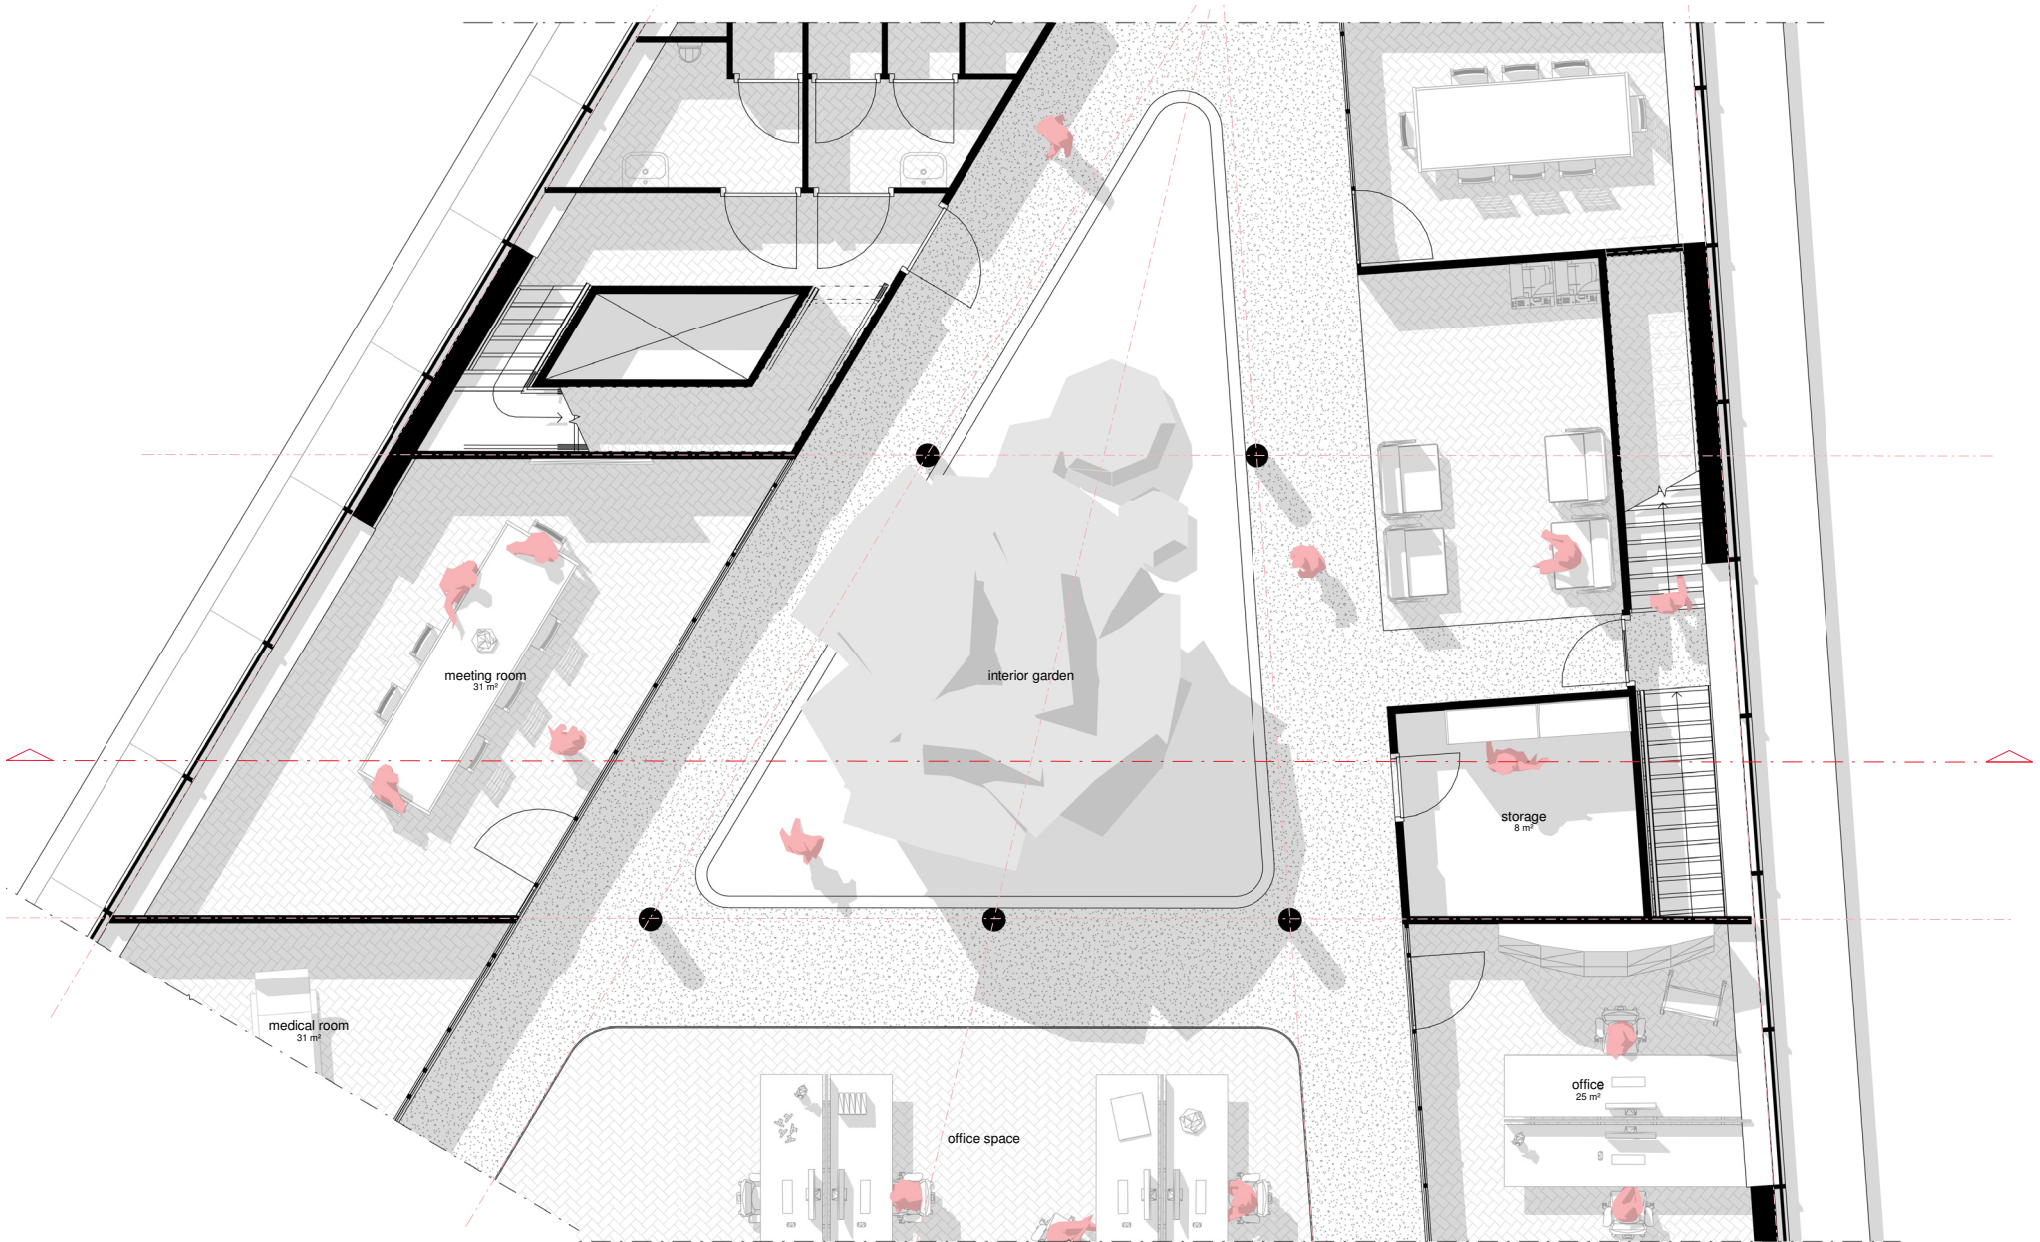 meeting room
31 m²
interior garden
storage
8 m²
medical room
31 m²
office
25 m²
office space